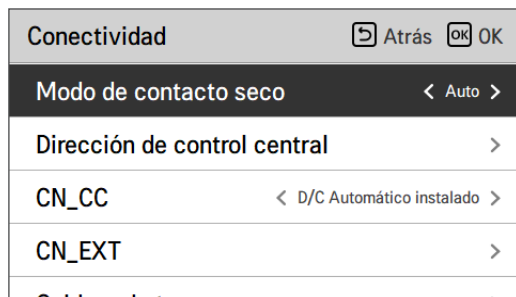 Conectividad Atrás OK OK
Modo de contacto seco < Auto >
Dirección de control central >
CN_CC < D/C Automático instalado >
CN_EXT >